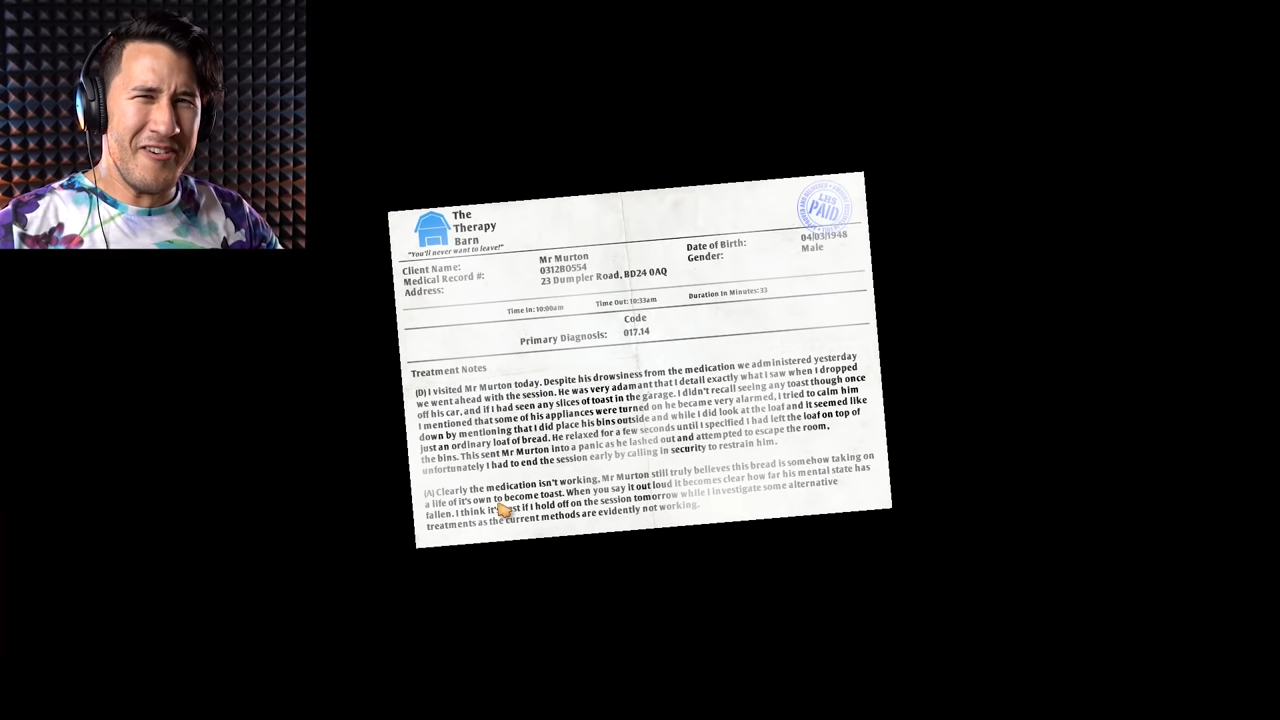 The
Therapy
Barn
"You'll never want to leave!"
LHS
PAID
Client Name: Mr Murton Date of Birth: 04/03/1948
Medical Record #: 0312B0554 Gender: Male
Address: 23 Dumpler Road, BD24 0AQ
Time In: 10:00am Time Out: 10:33am Duration In Minutes: 33
Code
Primary Diagnosis: 017.14
Treatment Notes
(D) I visited Mr Murton today. Despite his drowsiness from the medication we administered yesterday
we went ahead with the session. He was very adamant that I detail exactly what I saw when I dropped
off his car, and if I had seen any slices of toast in the garage. I didn't recall seeing any toast though once
I mentioned that some of his appliances were turned on he became very alarmed, I tried to calm him
down by mentioning that I did place his bins outside and while I did look at the loaf and it seemed like
just an ordinary loaf of bread. He relaxed for a few seconds until I specified I had left the loaf on top of
the bins. This sent Mr Murton into a panic as he lashed out and attempted to escape the room,
unfortunately I had to end the session early by calling in security to restrain him.
(A) Clearly the medication isn't working, Mr Murton still truly believes this bread is somehow taking on
a life of it's own to become toast. When you say it out loud it becomes clear how far his mental state has
fallen. I think it's if I hold off on the session tomorrow while I investigate some alternative
treatments as the current methods are evidently not working.